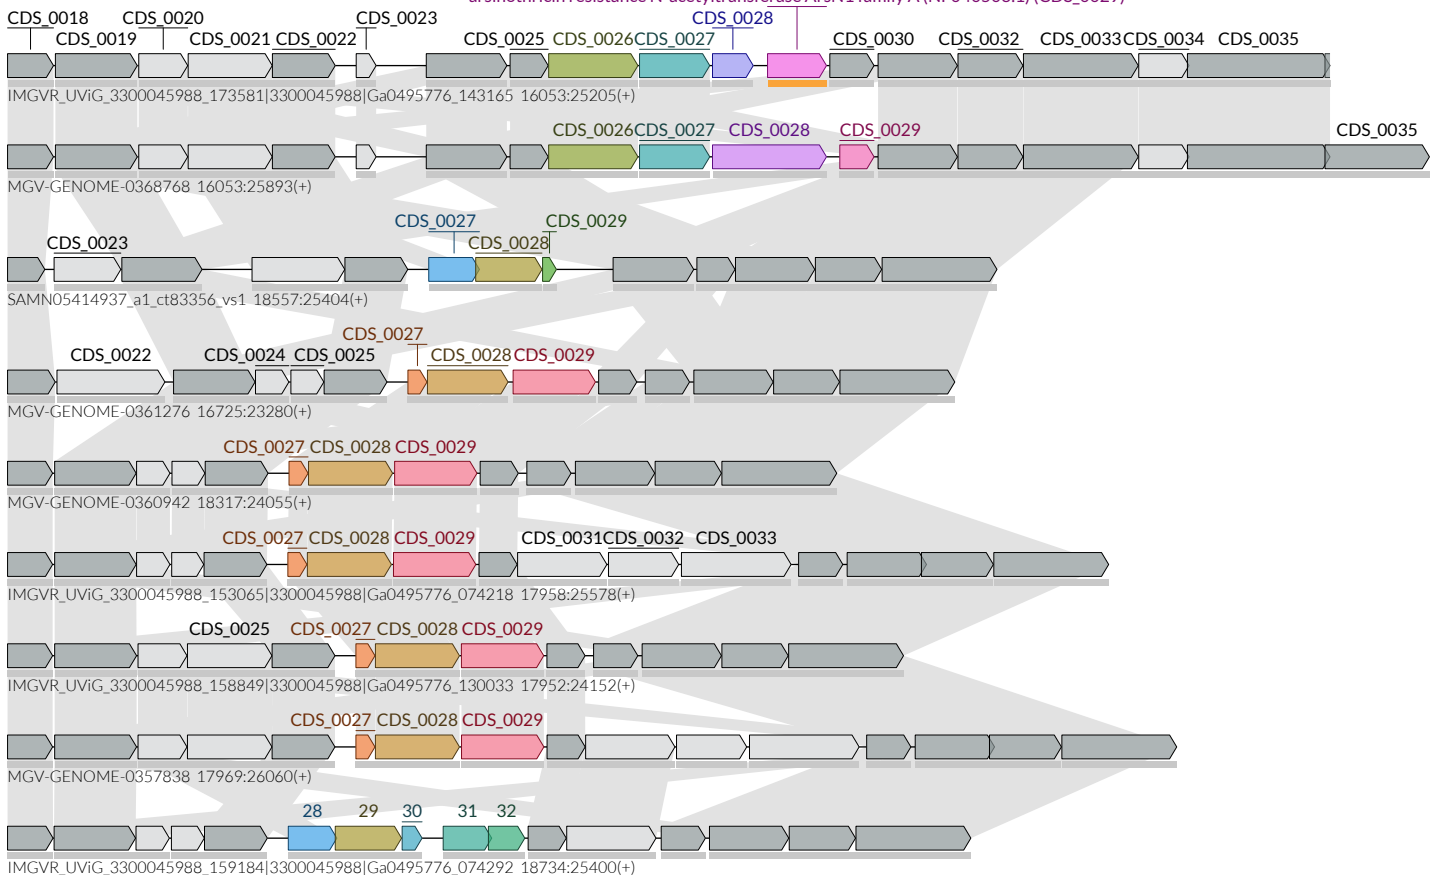 CDS_0018 CDS_0020 CDS_0023 CDS_0028
CDS_0019 CDS_0021 CDS_0022 CDS_0025 CDS_0026 CDS_0027 CDS_0030 CDS_0032 CDS_0033 CDS_0034 CDS_0035
IMGVR_UViG_3300045988_173581|3300045988|Ga0495776_143165 16053:25205(+)
CDS_0026 CDS_0027 CDS_0028 CDS_0029 CDS_0035
MGV-GENOME-0368768 16053:25893(+)
CDS_0027 CDS_0029
CDS_0023 CDS_0028
SAMN05414937_a1_ct83356_vs1 18557:25404(+)
CDS_0027
CDS_0022 CDS_0024 CDS_0025 CDS_0028 CDS_0029
MGV-GENOME-0361276 16725:23280(+)
CDS_0027 CDS_0028 CDS_0029
MGV-GENOME-0360942 18317:24055(+)
CDS_0027 CDS_0028 CDS_0029 CDS_0031 CDS_0032 CDS_0033
IMGVR_UViG_3300045988_153065|3300045988|Ga0495776_074218 17958:25578(+)
CDS_0025 CDS_0027 CDS_0028 CDS_0029
IMGVR_UViG_3300045988_158849|3300045988|Ga0495776_130033 17952:24152(+)
CDS_0027 CDS_0028 CDS_0029
MGV-GENOME-0357838 17969:26060(+)
28 29 30 31 32
IMGVR_UViG_3300045988_159184|3300045988|Ga0495776_074292 18734:25400(+)